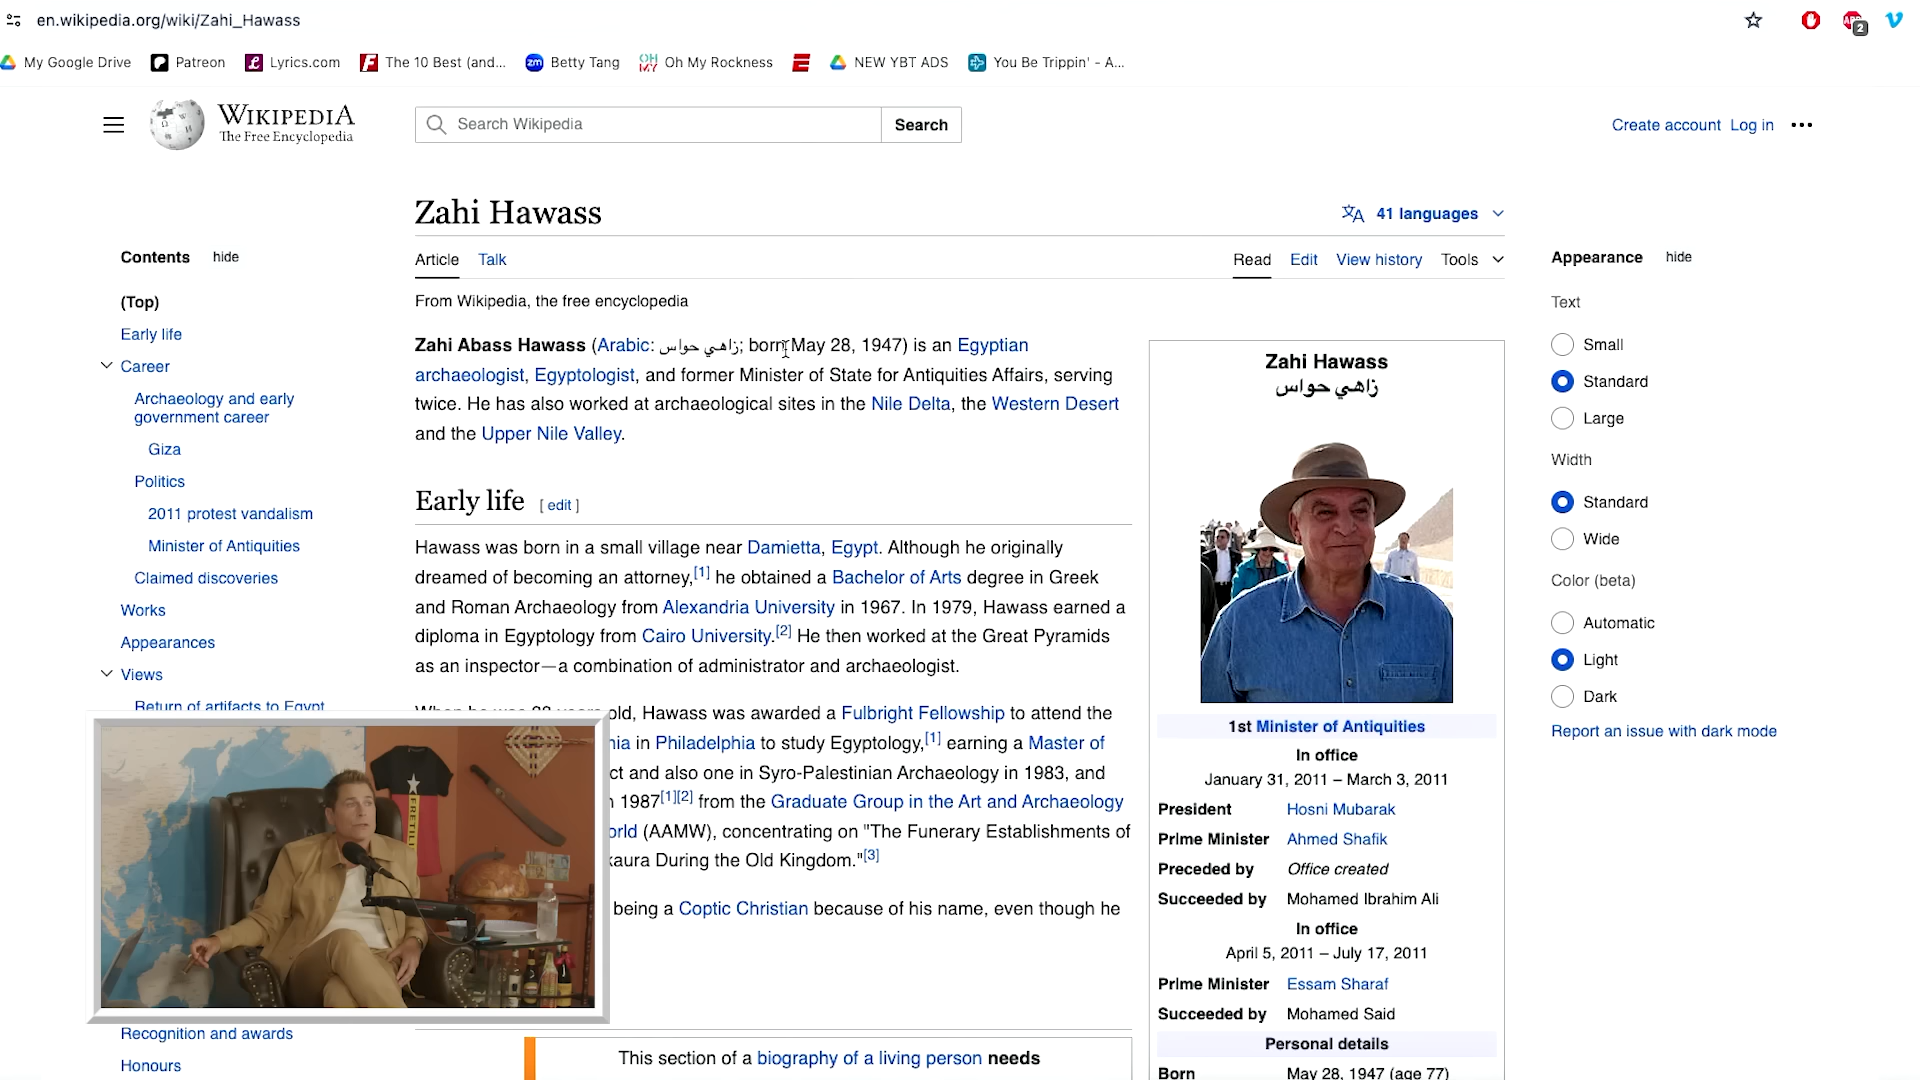 en.wikipedia.org/wiki/Zahi_Hawass
2
My Google Drive
Patreon
Lyrics.com
The 10 Best (and...
Betty Tang
Oh My Rockness
NEW YBT ADS
You Be Trippin' - A...
WIKIPEDIA
The Free Encyclopedia
Search Wikipedia
Search
Create account Log in
Zahi Hawass
41 languages
Contents hide
Article Talk
Read Edit View history Tools
From Wikipedia, the free encyclopedia
(Top)
Early life
Career
Archaeology and early
government career
Giza
Politics
2011 protest vandalism
Minister of Antiquities
Claimed discoveries
Works
Appearances
Views
Return of artifacts to Egypt
Recognition and awards
Honours
Zahi Abass Hawass (Arabic: زاهي حواس; born May 28, 1947) is an Egyptian
archaeologist, Egyptologist, and former Minister of State for Antiquities Affairs, serving
twice. He has also worked at archaeological sites in the Nile Delta, the Western Desert
and the Upper Nile Valley.
Early life [ edit ]
Hawass was born in a small village near Damietta, Egypt. Although he originally
dreamed of becoming an attorney,[1] he obtained a Bachelor of Arts degree in Greek
and Roman Archaeology from Alexandria University in 1967. In 1979, Hawass earned a
diploma in Egyptology from Cairo University.[2] He then worked at the Great Pyramids
as an inspector—a combination of administrator and archaeologist.
old, Hawass was awarded a Fulbright Fellowship to attend the
nia in Philadelphia to study Egyptology,[1] earning a Master of
ct and also one in Syro-Palestinian Archaeology in 1983, and
1987[1][2] from the Graduate Group in the Art and Archaeology
orld (AAMW), concentrating on "The Funerary Establishments of
kaura During the Old Kingdom."[3]
being a Coptic Christian because of his name, even though he
This section of a biography of a living person needs
FRETILI
Zahi Hawass
زاهي حواس
1st Minister of Antiquities
In office
January 31, 2011 – March 3, 2011
President Hosni Mubarak
Prime Minister Ahmed Shafik
Preceded by Office created
Succeeded by Mohamed Ibrahim Ali
In office
April 5, 2011 – July 17, 2011
Prime Minister Essam Sharaf
Succeeded by Mohamed Said
Personal details
Born May 28, 1947 (age 77)
Appearance hide
Text
Small
Standard
Large
Width
Standard
Wide
Color (beta)
Automatic
Light
Dark
Report an issue with dark mode